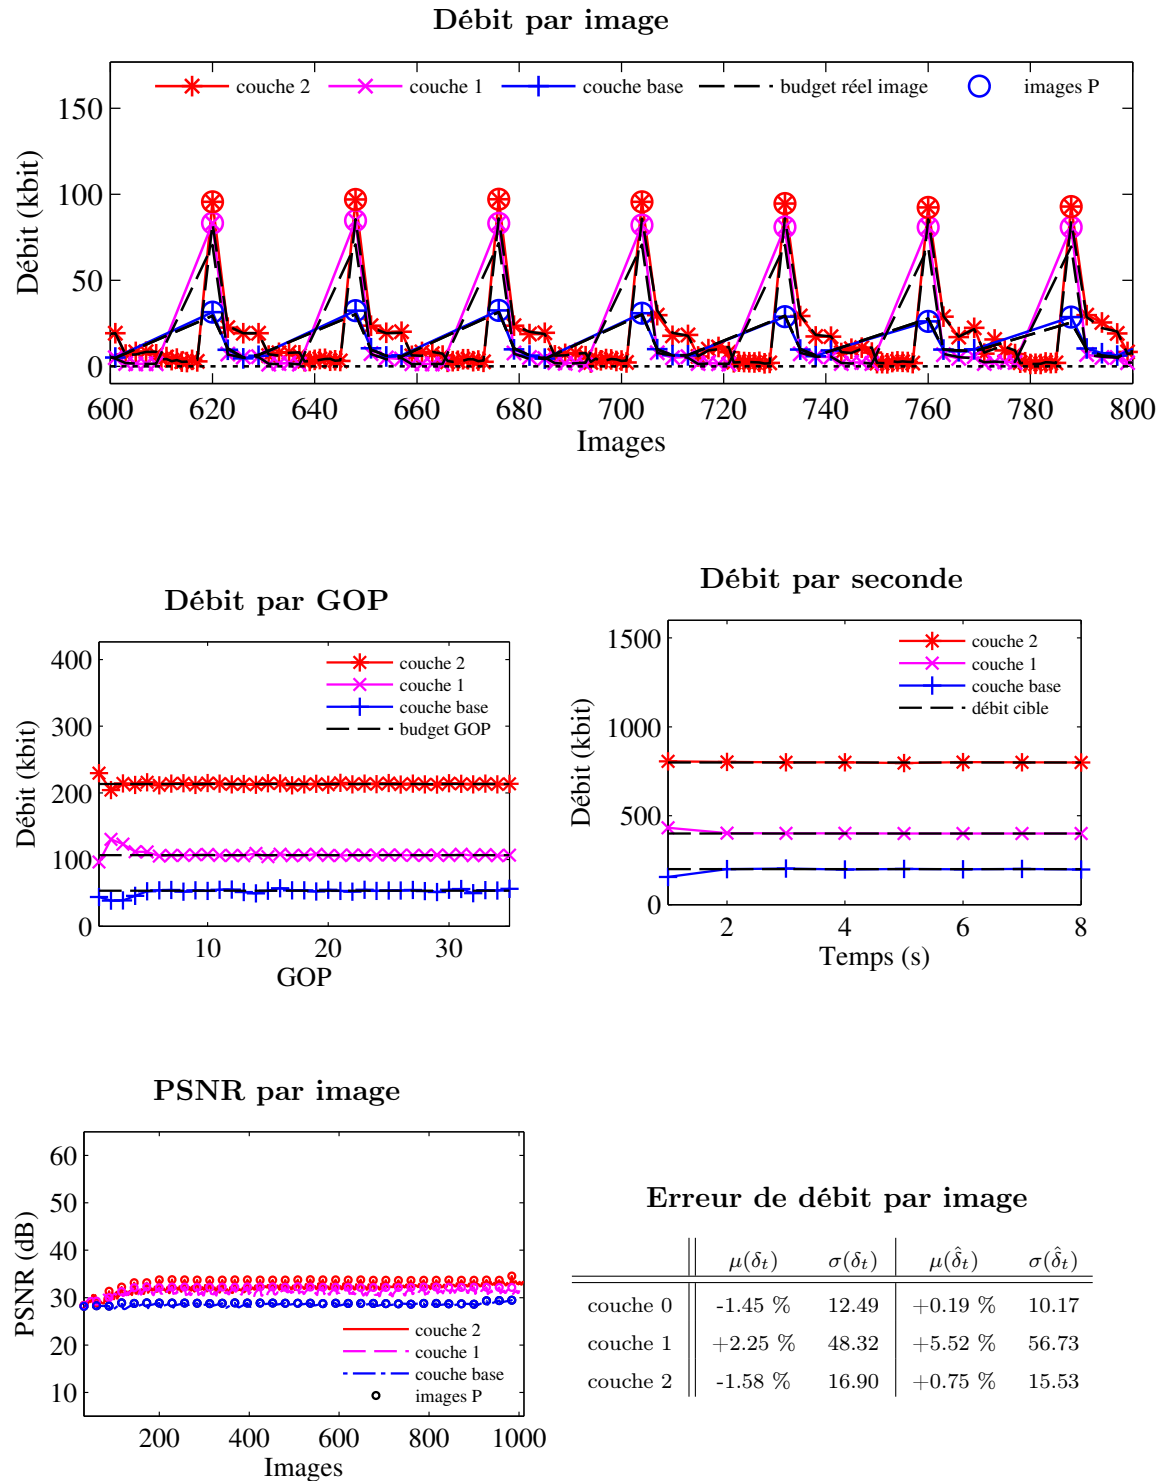 Débit par image
couche 2 couche 1 couche base budget réel image images P
150
100
50
0
Débit (kbit)
600 620 640 660 680 700 720 740 760 780 800
Images
Débit par GOP
400
300
200
100
0
Débit (kbit)
couche 2
couche 1
couche base
budget GOP
10 20 30
GOP
Débit par seconde
1500
1000
500
0
Débit (kbit)
couche 2
couche 1
couche base
débit cible
2 4 6 8
Temps (s)
PSNR par image
60
50
40
30
20
10
PSNR (dB)
couche 2
couche 1
couche base
images P
200 400 600 800 1000
Images
Erreur de débit par image
μ(δt) σ(δt) μ(δ̂t) σ(δ̂t)
couche 0 -1.45 % 12.49 +0.19 % 10.17
couche 1 +2.25 % 48.32 +5.52 % 56.73
couche 2 -1.58 % 16.90 +0.75 % 15.53